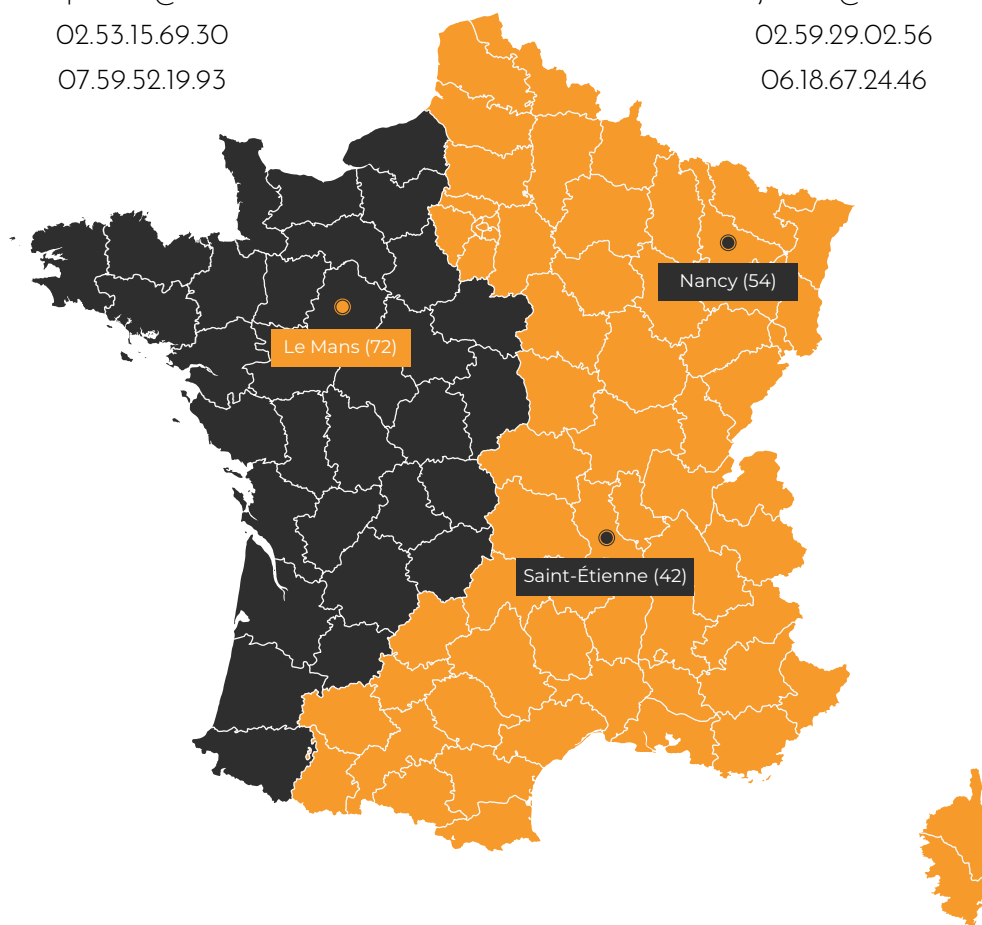 02.53.15.69.30
07.59.52.19.93
02.59.29.02.56
06.18.67.24.46
Nancy (54)
Le Mans (72)
Saint-Étienne (42)